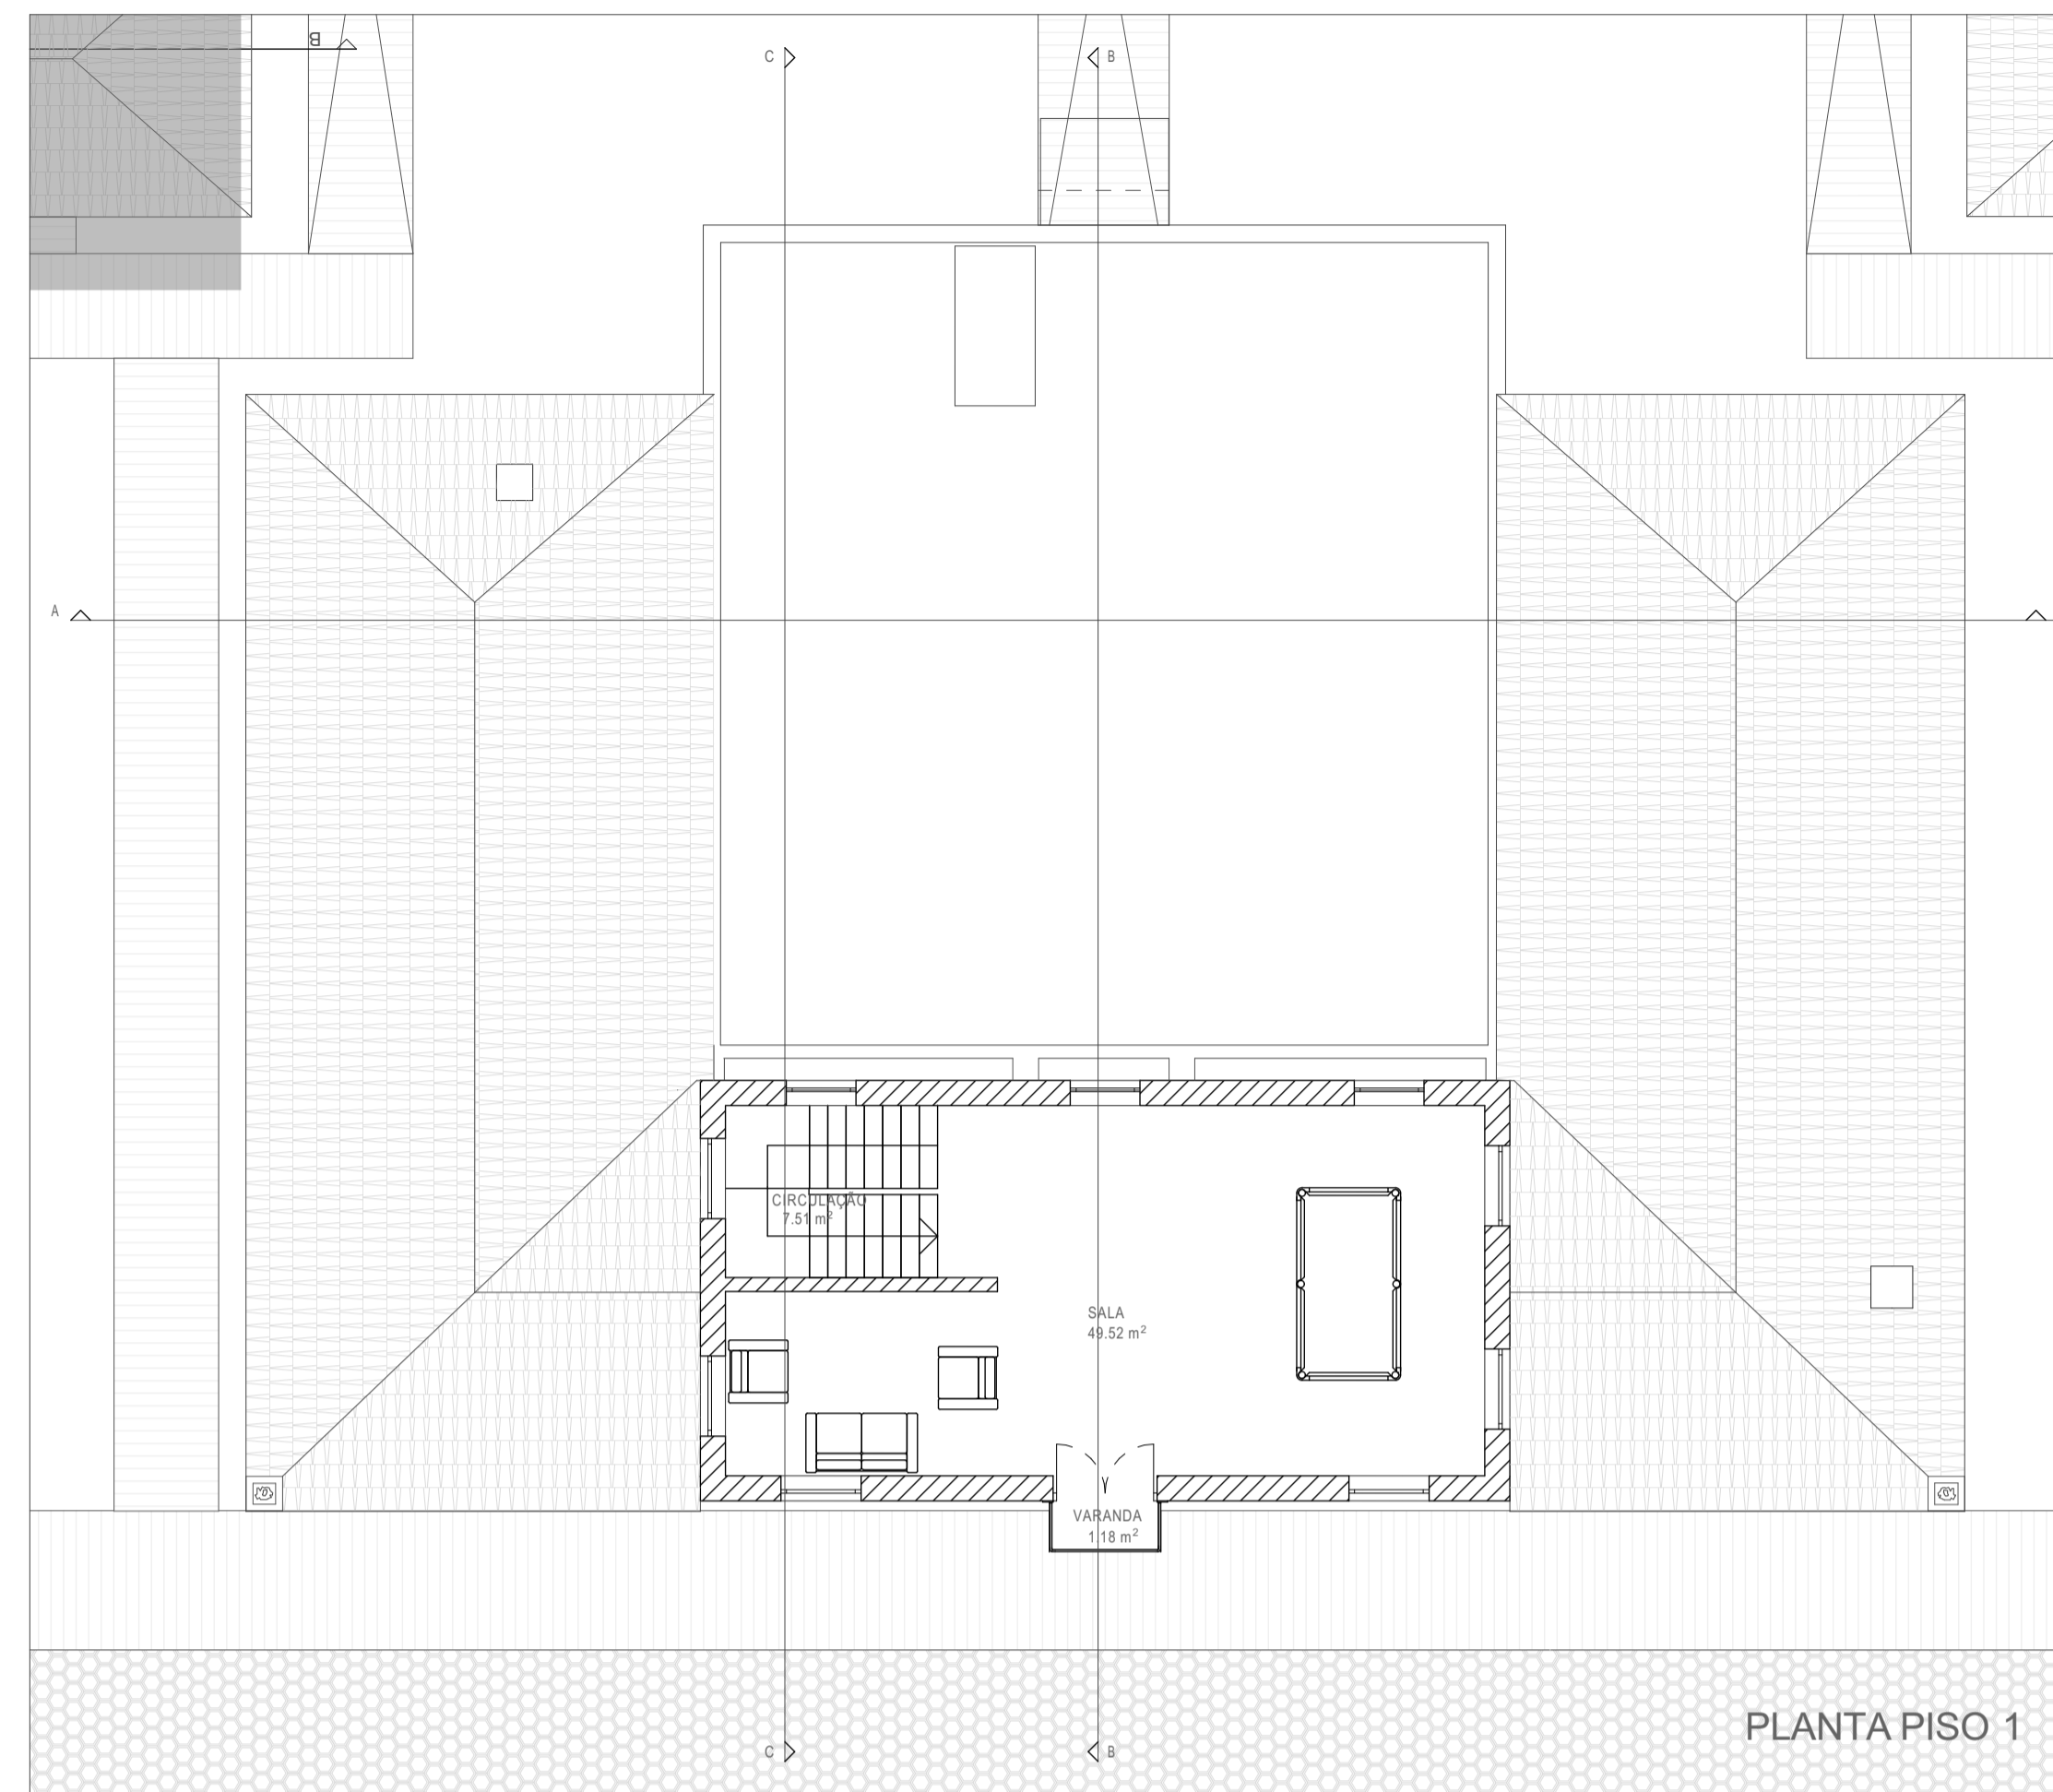 B
C
B
A
CIRCULAÇÃO
7.51 m²
SALA
49.52 m²
VARANDA
1.18 m²
PLANTA PISO 1
C
B